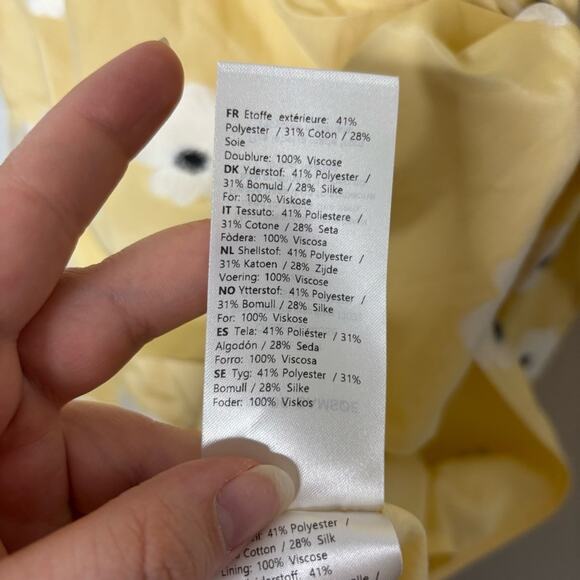 FR Etoffe extérieure: 41%
Polyester / 31% Coton / 28%
Soie
Doublure: 100% Viscose
DK Yderstof: 41% Polyester /
31% Bomuld / 28% Silke
For: 100% Viskose
IT Tessuto: 41% Poliestere /
31% Cotone / 28% Seta
Fòdera: 100% Viscosa
NL Shellstof: 41% Polyester /
31% Katoen / 28% Zijde
Voering: 100% Viscose
NO Ytterstof: 41% Polyester /
31% Bomull / 28% Silke
For: 100% Viskose
ES Tela: 41% Poliéster / 31%
Algodón / 28% Seda
Forro: 100% Viscosa
SE Tyg: 41% Polyester / 31%
Bomull / 28% Silke
Foder: 100% Viskos
41% Polyester /
Cotton / 28% Silk
Lining: 100% Viscose
41%